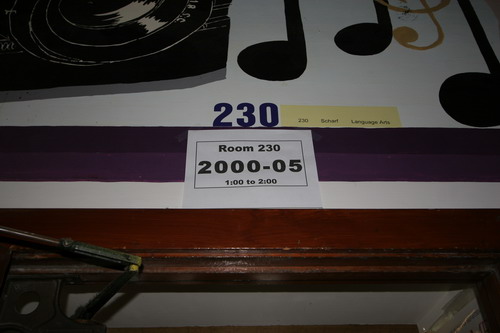 230
230 Scharf Language Arts
Room 230
2000-05
1:00 to 2:00